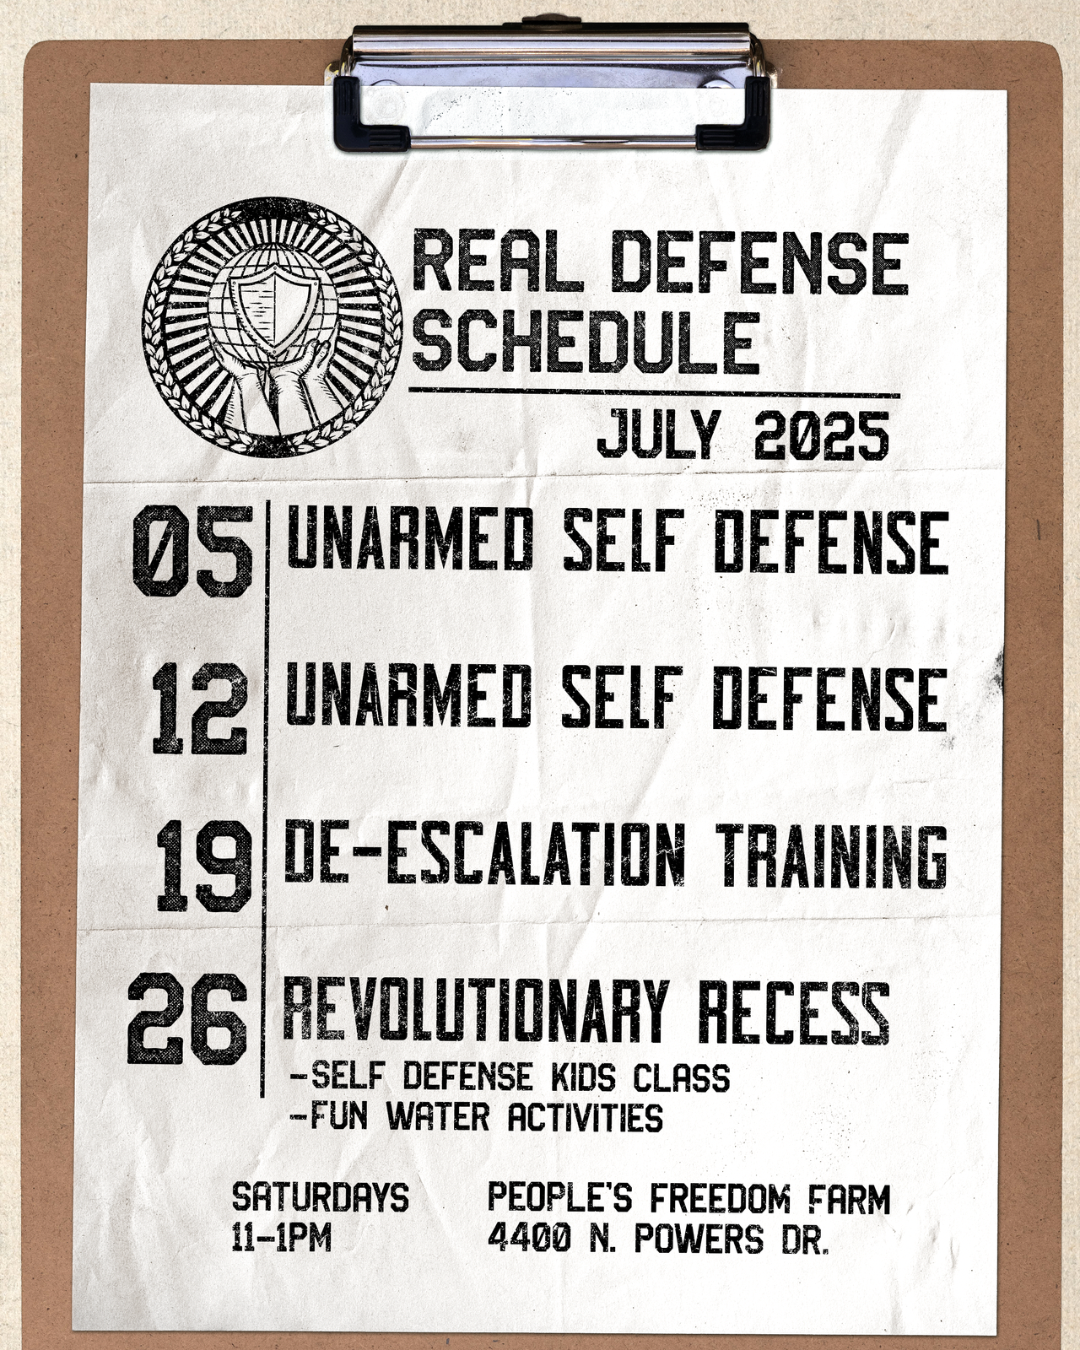 REAL DEFENSE
SCHEDULE
JULY 2025
05 UNARMED SELF DEFENSE
12 UNARMED SELF DEFENSE
19 DE-ESCALATION TRAINING
26 REVOLUTIONARY RECESS
-SELF DEFENSE KIDS CLASS
-FUN WATER ACTIVITIES
SATURDAYS
11-1PM
PEOPLE'S FREEDOM FARM
4400 N. POWERS DR.